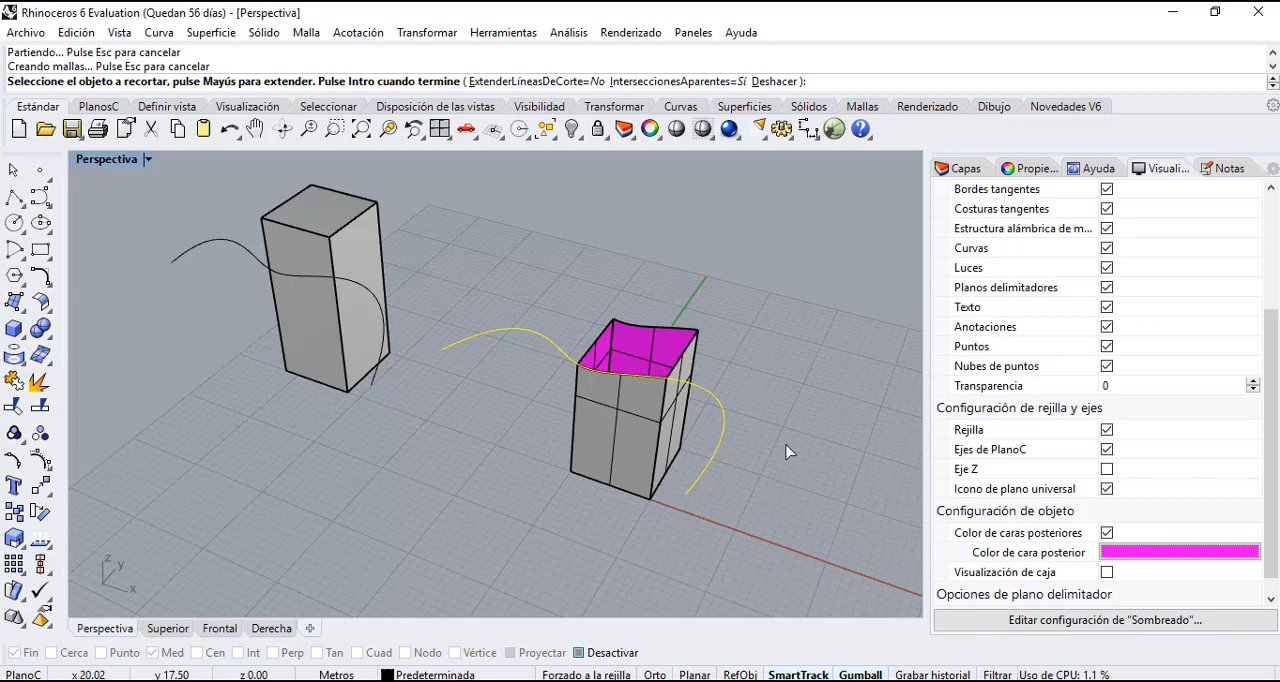 Rhinoceros 6 Evaluation (Quedan 56 días) - [Perspectiva]
Archivo Edición Vista Curva Superficie Sólido Malla Acotación Transformar Herramientas Análisis Renderizado Paneles Ayuda
Partiendo... Pulse Esc para cancelar
Creando mallas... Pulse Esc para cancelar
Seleccione el objeto a recortar, pulse Mayús para extender. Pulse Intro cuando termine ( ExtenderLíneasDeCorte=No InterseccionesAparentes=Sí Deshacer):
Estándar PlanosC Definir vista Visualización Seleccionar Disposición de las vistas Visibilidad Transformar Curvas Superficies Sólidos Mallas Renderizado Dibujo Novedades V6
Perspectiva
Capas Propie... Ayuda Visuali... Notas
Bordes tangentes
Costuras tangentes
Estructura alámbrica de m...
Curvas
Luces
Planos delimitadores
Texto
Anotaciones
Puntos
Nubes de puntos
Transparencia 0
Configuración de rejilla y ejes
Rejilla
Ejes de PlanoC
Eje Z
Icono de plano universal
Configuración de objeto
Color de caras posteriores
Color de cara posterior
Visualización de caja
Opciones de plano delimitador
Editar configuración de "Sombreado"...
z
y
x
Perspectiva Superior Frontal Derecha
Fin Cerca Punto Med Cen Int Perp Tan Cuad Nodo Vértice Proyectar Desactivar
PlanoC x 20.02 y 17.50 z 0.00 Metros Predeterminada Forzado a la rejilla Orto Planar RefObj SmartTrack Gumball Grabar historial Filtrar Uso de CPU: 1.1 %